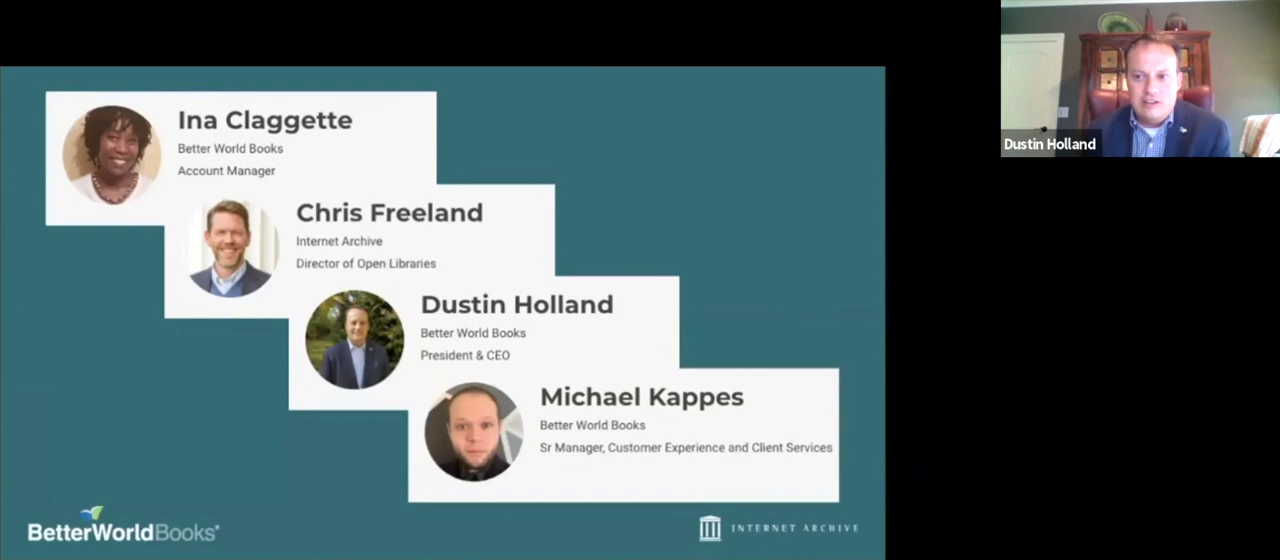 Ina Claggette
Better World Books
Account Manager
Chris Freeland
Internet Archive
Director of Open Libraries
Dustin Holland
Better World Books
President & CEO
Michael Kappes
Better World Books
Sr Manager, Customer Experience and Client Services
BetterWorldBooks®
INTERNET ARCHIVE
Dustin Holland